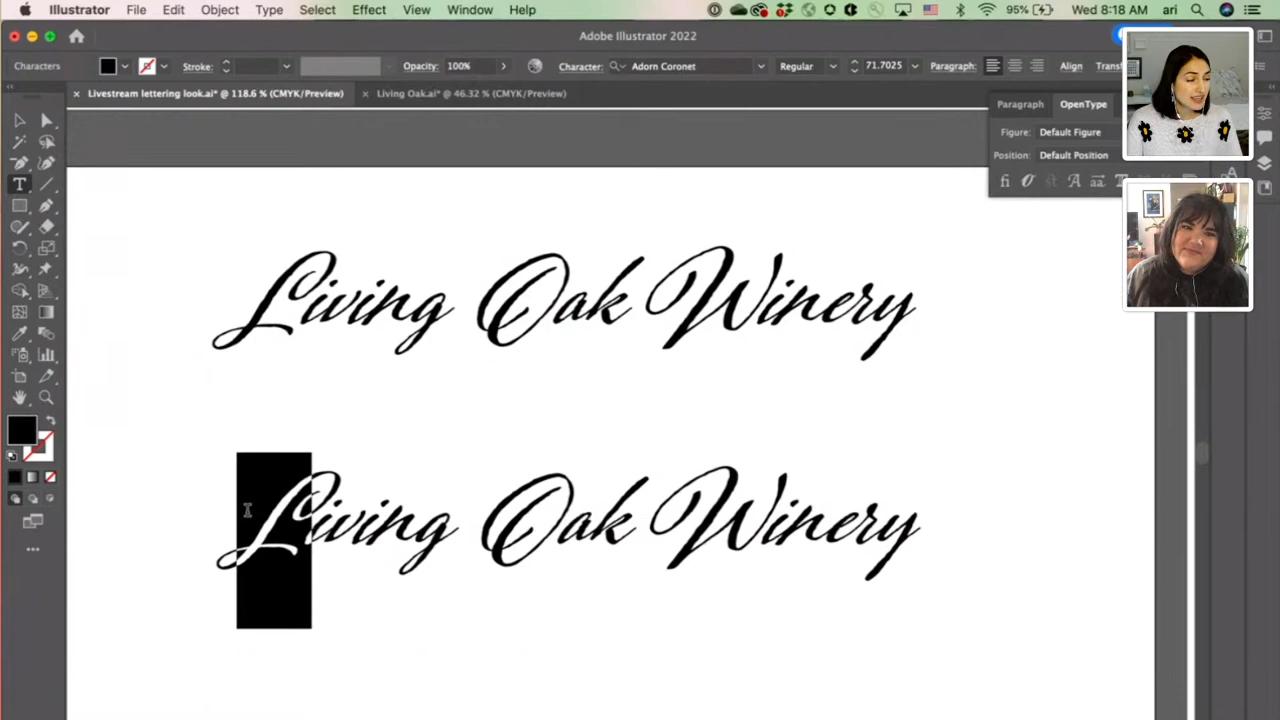 Illustrator File Edit Object Type Select Effect View Window Help 95% Wed 8:18 AM ari
Adobe Illustrator 2022
Characters Stroke: Opacity: 100% Character: Adorn Coronet Regular 71.7025 Paragraph: Align
× Livestream lettering look.ai* @ 118.6 % (CMYK/Preview) × Living Oak.ai* @ 46.32 % (CMYK/Preview)
Paragraph OpenType
Figure: Default Figure
Position: Default Position
Living Oak Winery
Living Oak Winery